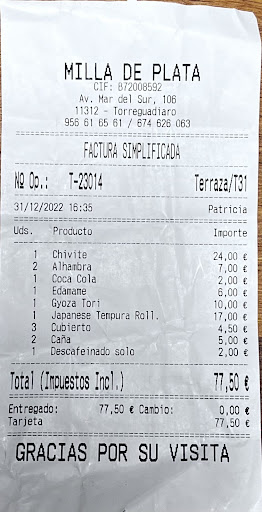 MILLA DE PLATA
CIF: B72008592
Av. Mar del Sur, 106
11312 - Torreguadiaro
956 61 65 61 / 674 626 063
FACTURA SIMPLIFICADA
Nº Op.: T-23014 Terraza/T31
31/12/2022 16:35 Patricia
Uds. Producto Importe
1 Chivite 24,00 €
2 Alhambra 7,00 €
1 Coca Cola 2,00 €
1 Edamame 6,00 €
1 Gyoza Tori 10,00 €
1 Japanese Tempura Roll. 17,00 €
3 Cubierto 4,50 €
2 Caña 5,00 €
1 Descafeinado solo 2,00 €
Total (Impuestos Incl.) 77,50 €
Entregado: 77,50 € Cambio: 0,00 €
Tarjeta 77,50 €
GRACIAS POR SU VISITA